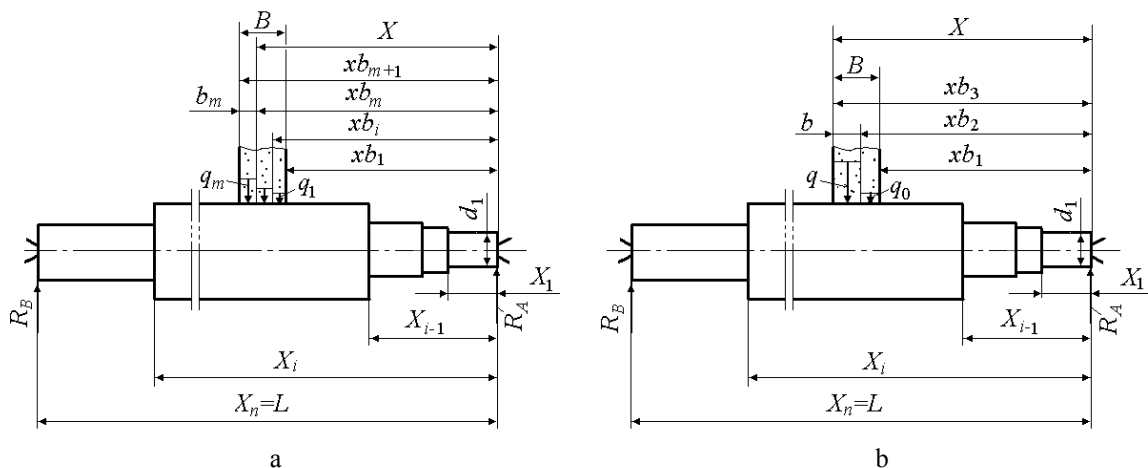 B
X
xb_{m+1}
b_m
xb_m
xb_i
xb_1
q_m
q_1
d_1
X_1
R_B
R_A
X_{i-1}
X_i
X_n=L
a
X
B
xb_3
b
xb_2
xb_1
q
q_0
d_1
X_1
R_B
R_A
X_{i-1}
X_i
X_n=L
b